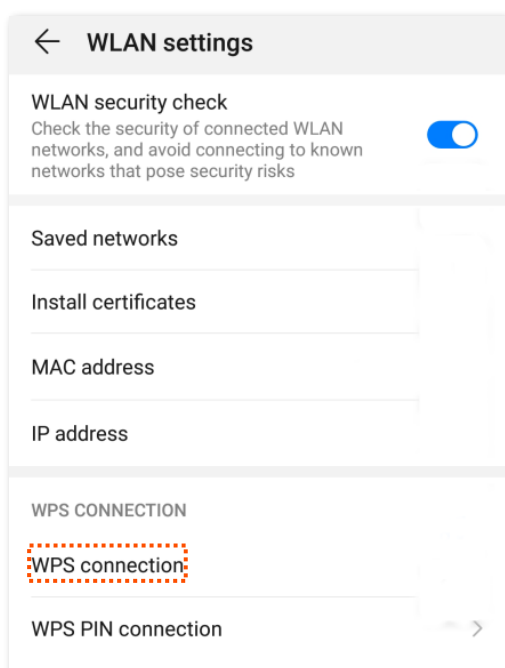 WLAN settings
WLAN security check
Check the security of connected WLAN
networks, and avoid connecting to known
networks that pose security risks
Saved networks
Install certificates
MAC address
IP address
WPS CONNECTION
WPS connection
WPS PIN connection